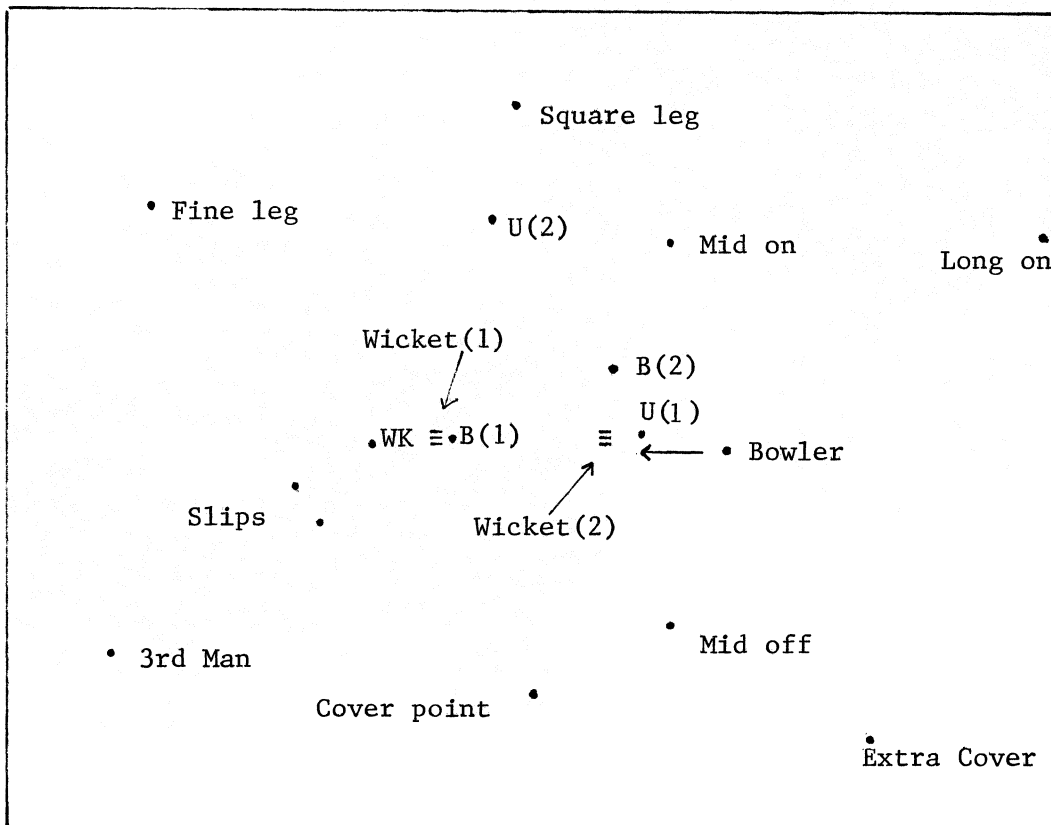 Square leg
Fine leg
U(2)
Mid on
Long on
Wicket(1)
B(2)
U(1)
WK
B(1)
Bowler
Slips
Wicket(2)
3rd Man
Mid off
Cover point
Extra Cover